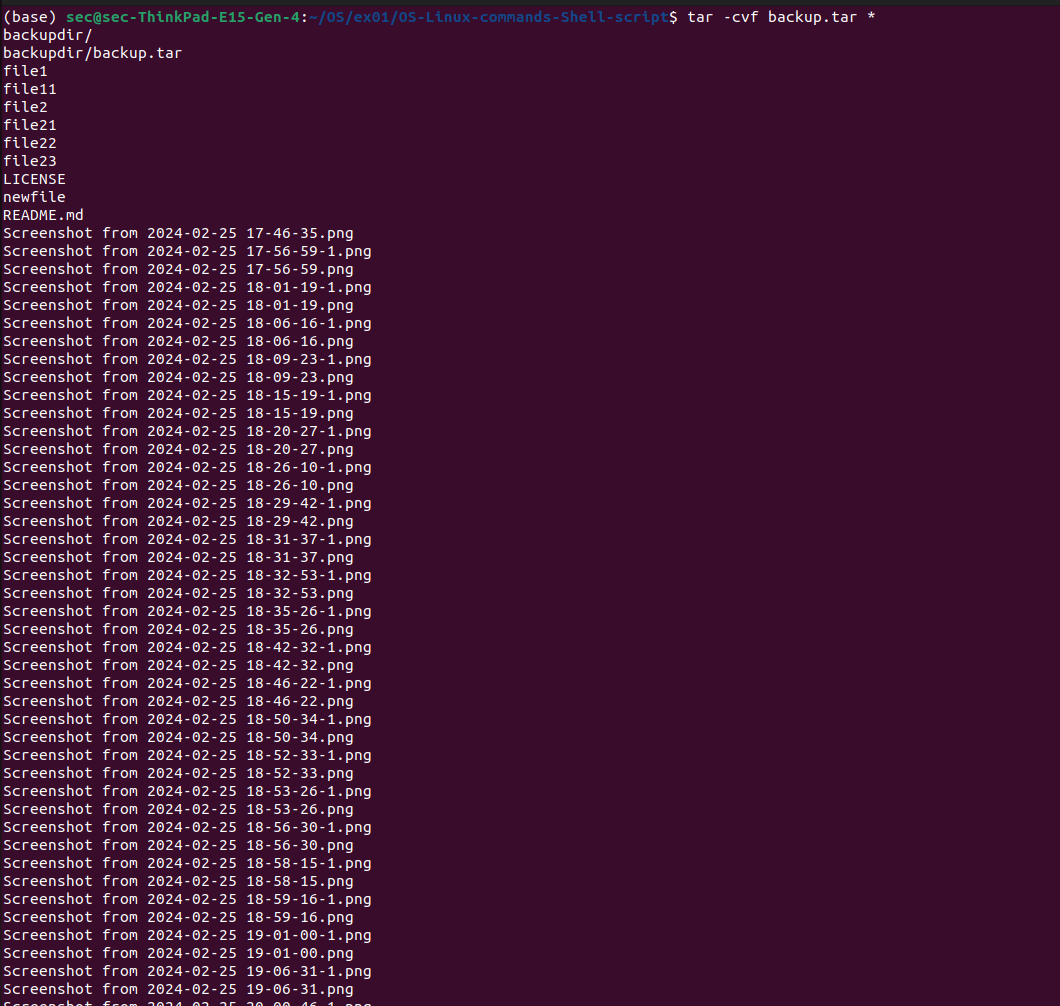 (base) sec@sec-ThinkPad-E15-Gen-4:~/OS/ex01/OS-Linux-commands-Shell-script$ tar -cvf backup.tar *
backupdir/
backupdir/backup.tar
file1
file11
file2
file21
file22
file23
LICENSE
newfile
README.md
Screenshot from 2024-02-25 17-46-35.png
Screenshot from 2024-02-25 17-56-59-1.png
Screenshot from 2024-02-25 17-56-59.png
Screenshot from 2024-02-25 18-01-19-1.png
Screenshot from 2024-02-25 18-01-19.png
Screenshot from 2024-02-25 18-06-16-1.png
Screenshot from 2024-02-25 18-06-16.png
Screenshot from 2024-02-25 18-09-23-1.png
Screenshot from 2024-02-25 18-09-23.png
Screenshot from 2024-02-25 18-15-19-1.png
Screenshot from 2024-02-25 18-15-19.png
Screenshot from 2024-02-25 18-20-27-1.png
Screenshot from 2024-02-25 18-20-27.png
Screenshot from 2024-02-25 18-26-10-1.png
Screenshot from 2024-02-25 18-26-10.png
Screenshot from 2024-02-25 18-29-42-1.png
Screenshot from 2024-02-25 18-29-42.png
Screenshot from 2024-02-25 18-31-37-1.png
Screenshot from 2024-02-25 18-31-37.png
Screenshot from 2024-02-25 18-32-53-1.png
Screenshot from 2024-02-25 18-32-53.png
Screenshot from 2024-02-25 18-35-26-1.png
Screenshot from 2024-02-25 18-35-26.png
Screenshot from 2024-02-25 18-42-32-1.png
Screenshot from 2024-02-25 18-42-32.png
Screenshot from 2024-02-25 18-46-22-1.png
Screenshot from 2024-02-25 18-46-22.png
Screenshot from 2024-02-25 18-50-34-1.png
Screenshot from 2024-02-25 18-50-34.png
Screenshot from 2024-02-25 18-52-33-1.png
Screenshot from 2024-02-25 18-52-33.png
Screenshot from 2024-02-25 18-53-26-1.png
Screenshot from 2024-02-25 18-53-26.png
Screenshot from 2024-02-25 18-56-30-1.png
Screenshot from 2024-02-25 18-56-30.png
Screenshot from 2024-02-25 18-58-15-1.png
Screenshot from 2024-02-25 18-58-15.png
Screenshot from 2024-02-25 18-59-16-1.png
Screenshot from 2024-02-25 18-59-16.png
Screenshot from 2024-02-25 19-01-00-1.png
Screenshot from 2024-02-25 19-01-00.png
Screenshot from 2024-02-25 19-06-31-1.png
Screenshot from 2024-02-25 19-06-31.png